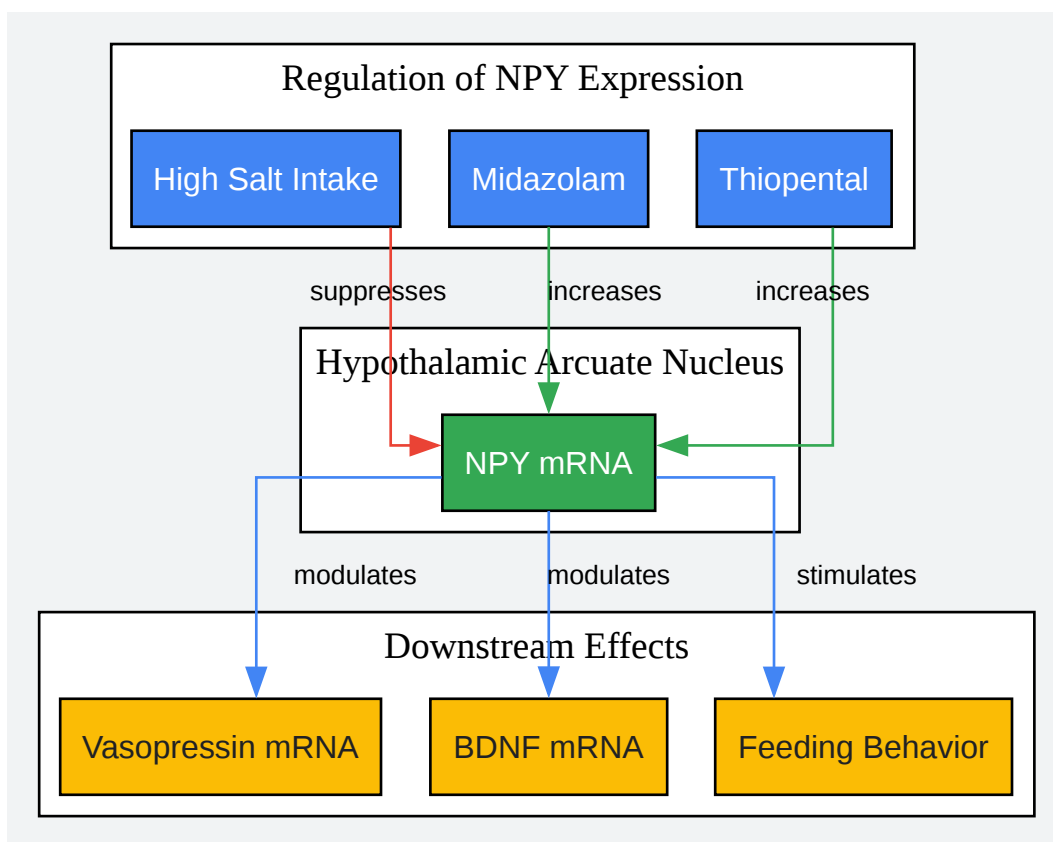 Regulation of NPY Expression
High Salt Intake
Midazolam
Thiopental
suppresses
increases
increases
Hypothalamic Arcuate Nucleus
NPY mRNA
modulates
modulates
stimulates
Downstream Effects
Vasopressin mRNA
BDNF mRNA
Feeding Behavior